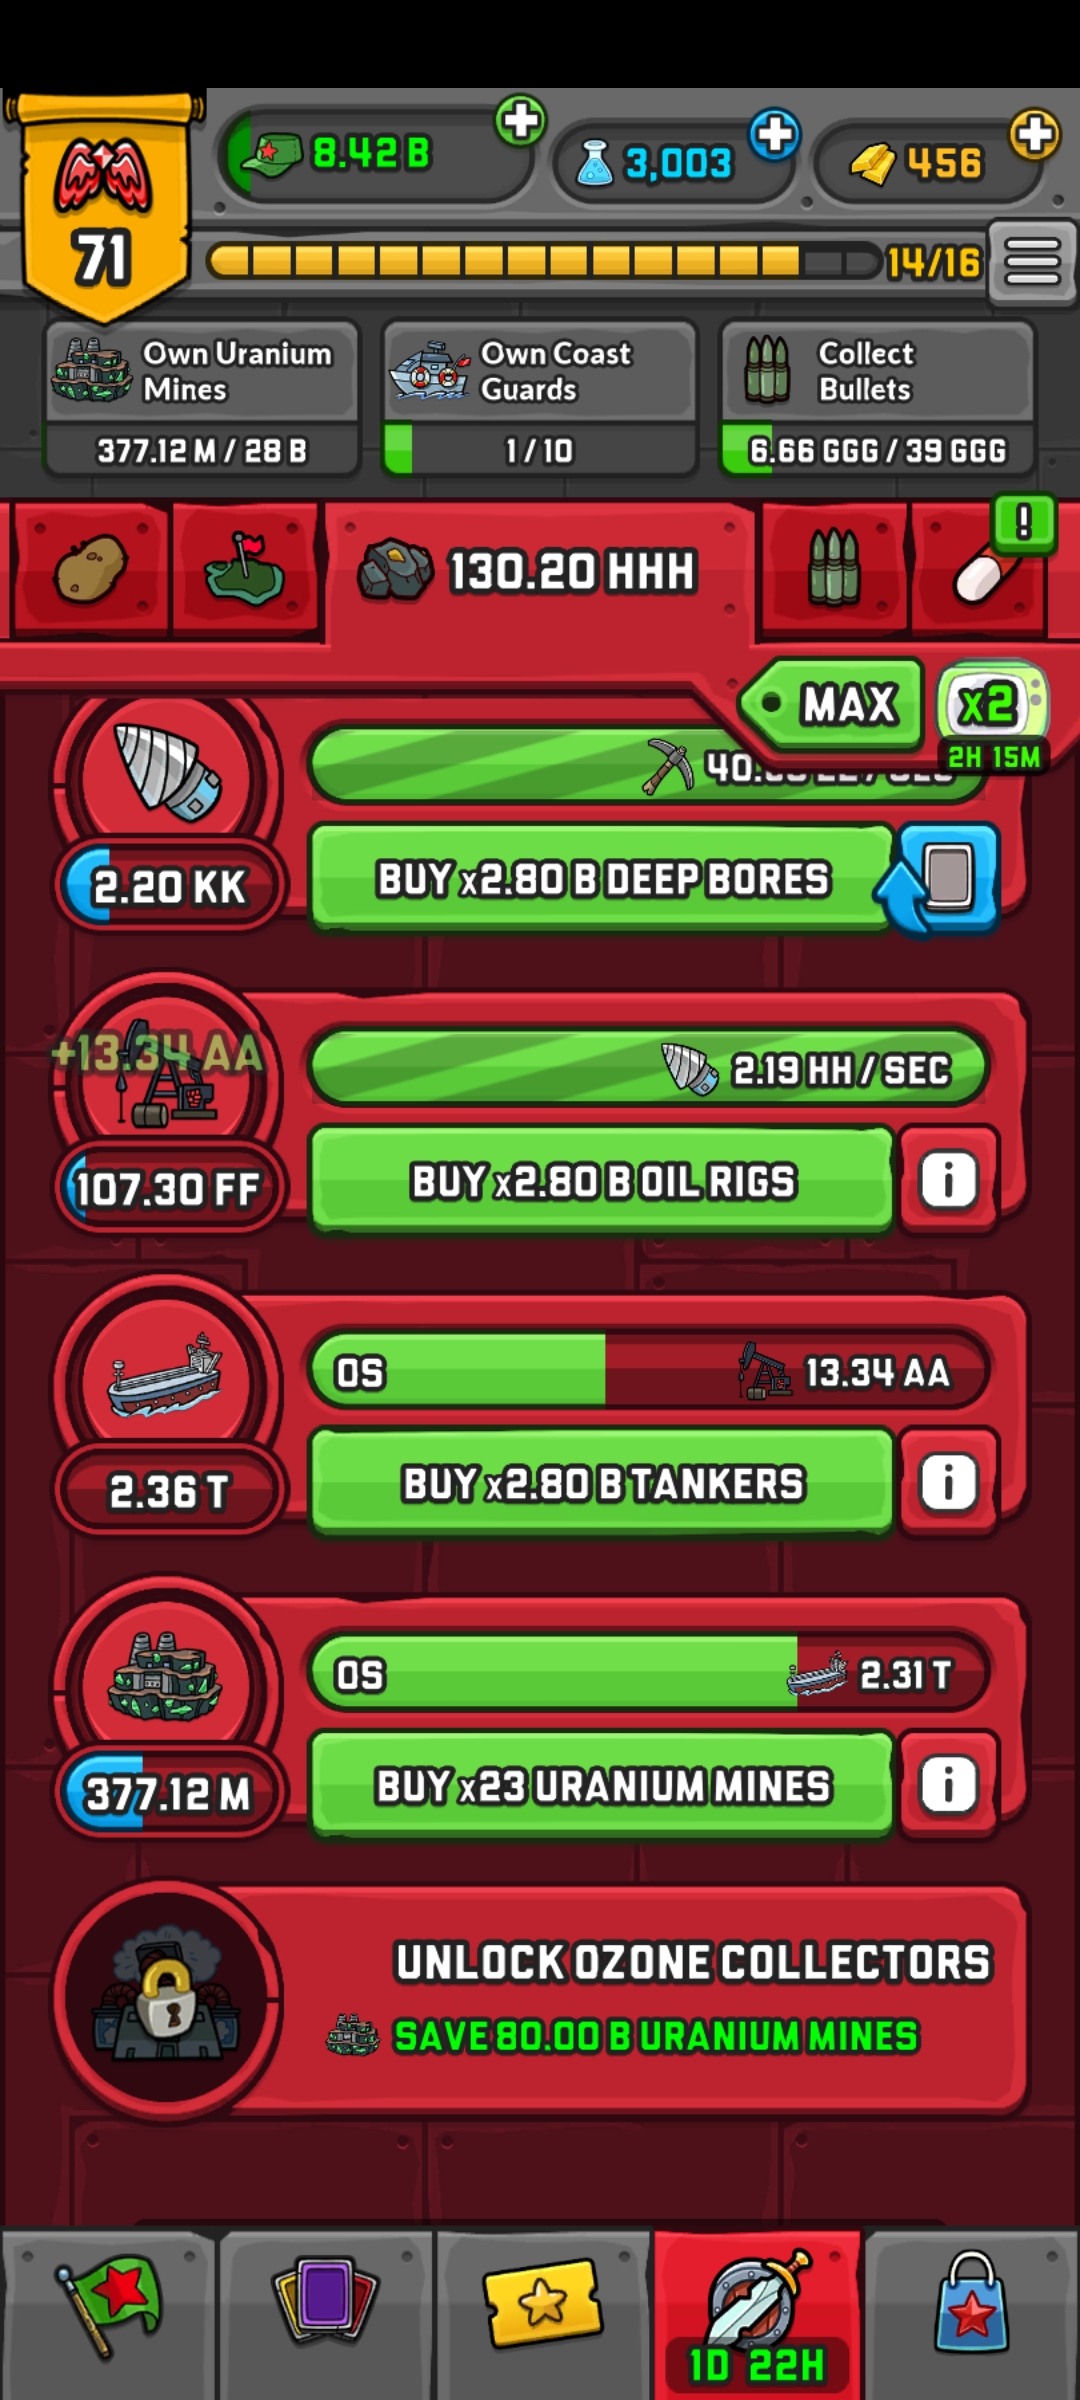 8.42 B
3,003
456
71
14/16
Own Uranium
Mines
377.12 M / 28 B
Own Coast
Guards
1 / 10
Collect
Bullets
6.66 GGG / 39 GGG
!
130.20 HHH
MAX
x2
2H 15M
2.20 KK
BUY x2.80 B DEEP BORES
+13.34 AA
2.19 HH / SEC
107.30 FF
BUY x2.80 B OIL RIGS
i
0S
13.34 AA
2.36 T
BUY x2.80 B TANKERS
i
0S
2.31 T
377.12 M
BUY x23 URANIUM MINES
i
UNLOCK OZONE COLLECTORS
SAVE 80.00 B URANIUM MINES
1D 22H